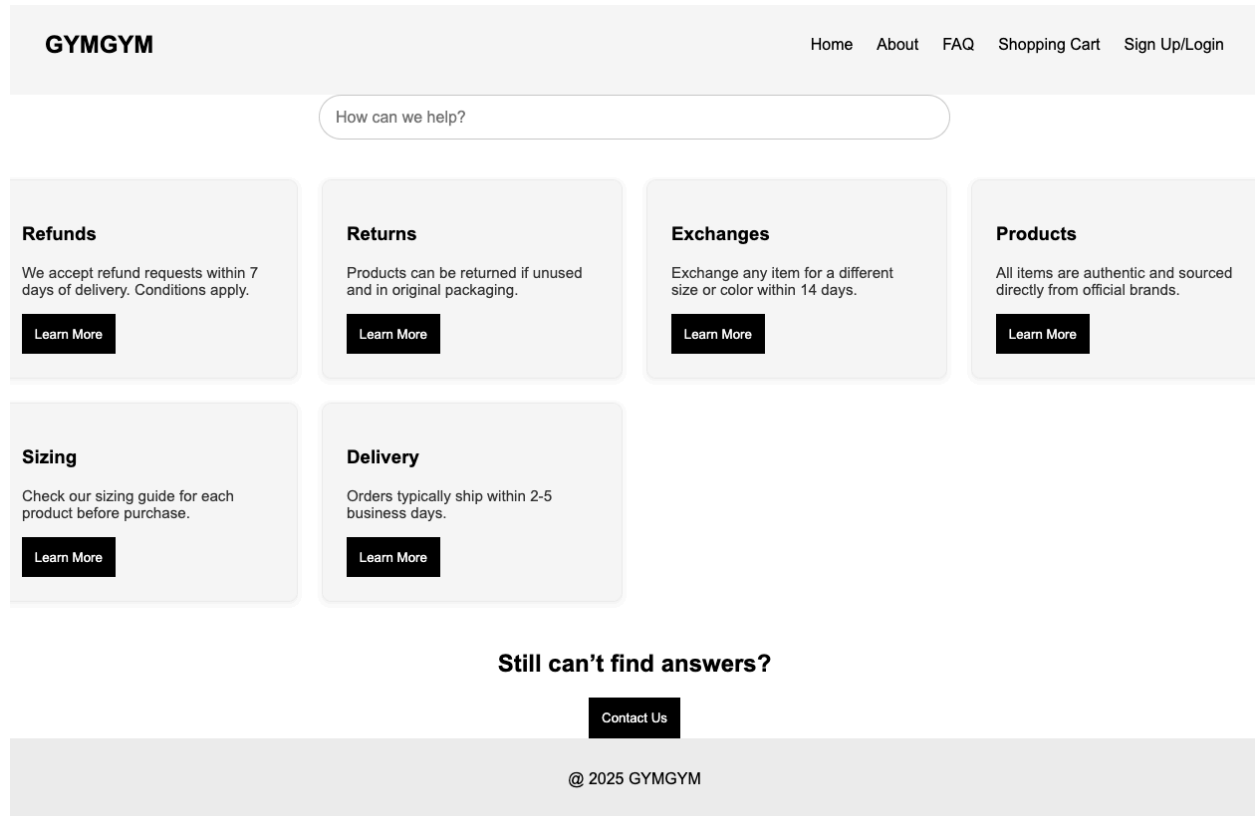 GYMGYM
Home About FAQ Shopping Cart Sign Up/Login
How can we help?
Refunds
We accept refund requests within 7
days of delivery. Conditions apply.
Learn More
Returns
Products can be returned if unused
and in original packaging.
Learn More
Exchanges
Exchange any item for a different
size or color within 14 days.
Learn More
Products
All items are authentic and sourced
directly from official brands.
Learn More
Sizing
Check our sizing guide for each
product before purchase.
Learn More
Delivery
Orders typically ship within 2-5
business days.
Learn More
Still can’t find answers?
Contact Us
@ 2025 GYMGYM